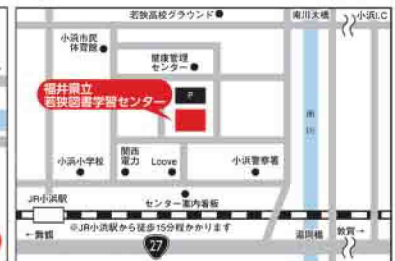 若狭高校グラウンド
南川大橋
小浜LC
小浜市民
体育館
健康管理
センター
P
福井県立
若狭図書学習センター
南
川
小浜小学校
関西
電力
Loove
小浜警察署
JR小浜駅
センター案内看板
※JR小浜駅から徒歩15分程かかります
←舞鶴
27
湯岡橋
敦賀→